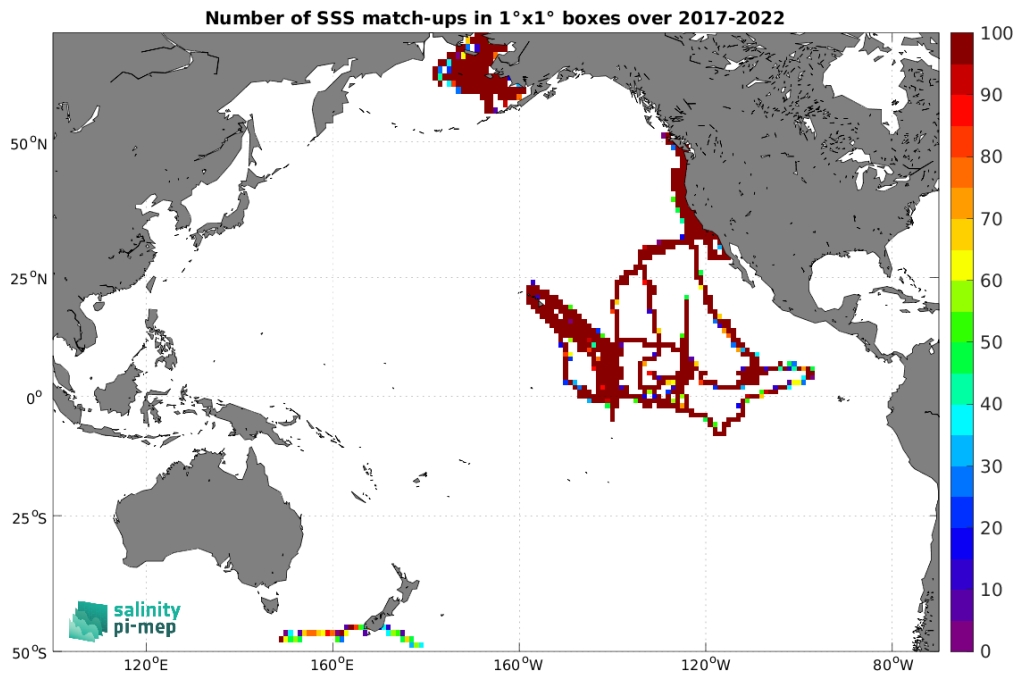 Number of SSS match-ups in 1°x1° boxes over 2017-2022
50°N
25°N
0°
25°S
50°S
120°E
160°E
160°W
120°W
80°W
100
90
80
70
60
50
40
30
20
10
0
salinity
pi-mep